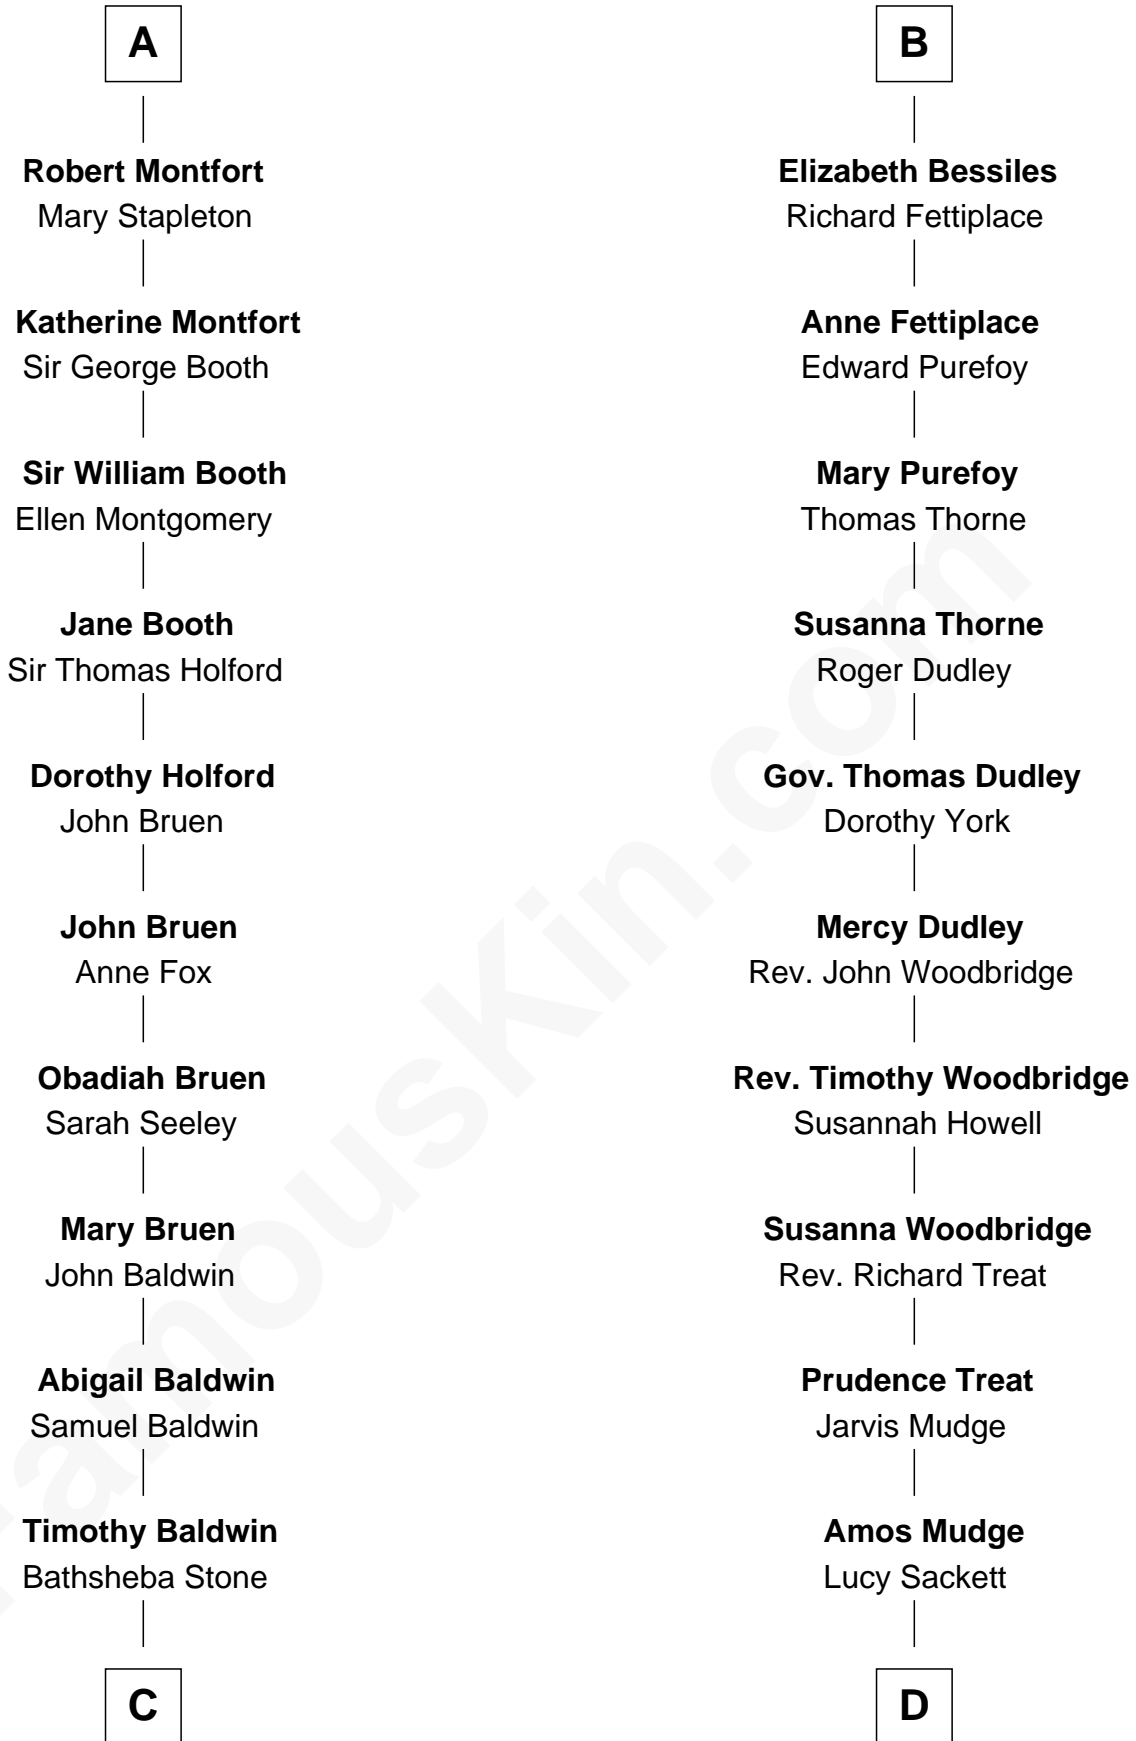 A
Robert Montfort
Mary Stapleton
Katherine Montfort
Sir George Booth
Sir William Booth
Ellen Montgomery
Jane Booth
Sir Thomas Holford
Dorothy Holford
John Bruen
John Bruen
Anne Fox
Obadiah Bruen
Sarah Seeley
Mary Bruen
John Baldwin
Abigail Baldwin
Samuel Baldwin
Timothy Baldwin
Bathsheba Stone
C
B
Elizabeth Bessiles
Richard Fettiplace
Anne Fettiplace
Edward Purefoy
Mary Purefoy
Thomas Thorne
Susanna Thorne
Roger Dudley
Gov. Thomas Dudley
Dorothy York
Mercy Dudley
Rev. John Woodbridge
Rev. Timothy Woodbridge
Susannah Howell
Susanna Woodbridge
Rev. Richard Treat
Prudence Treat
Jarvis Mudge
Amos Mudge
Lucy Sackett
D
FamousKin.com